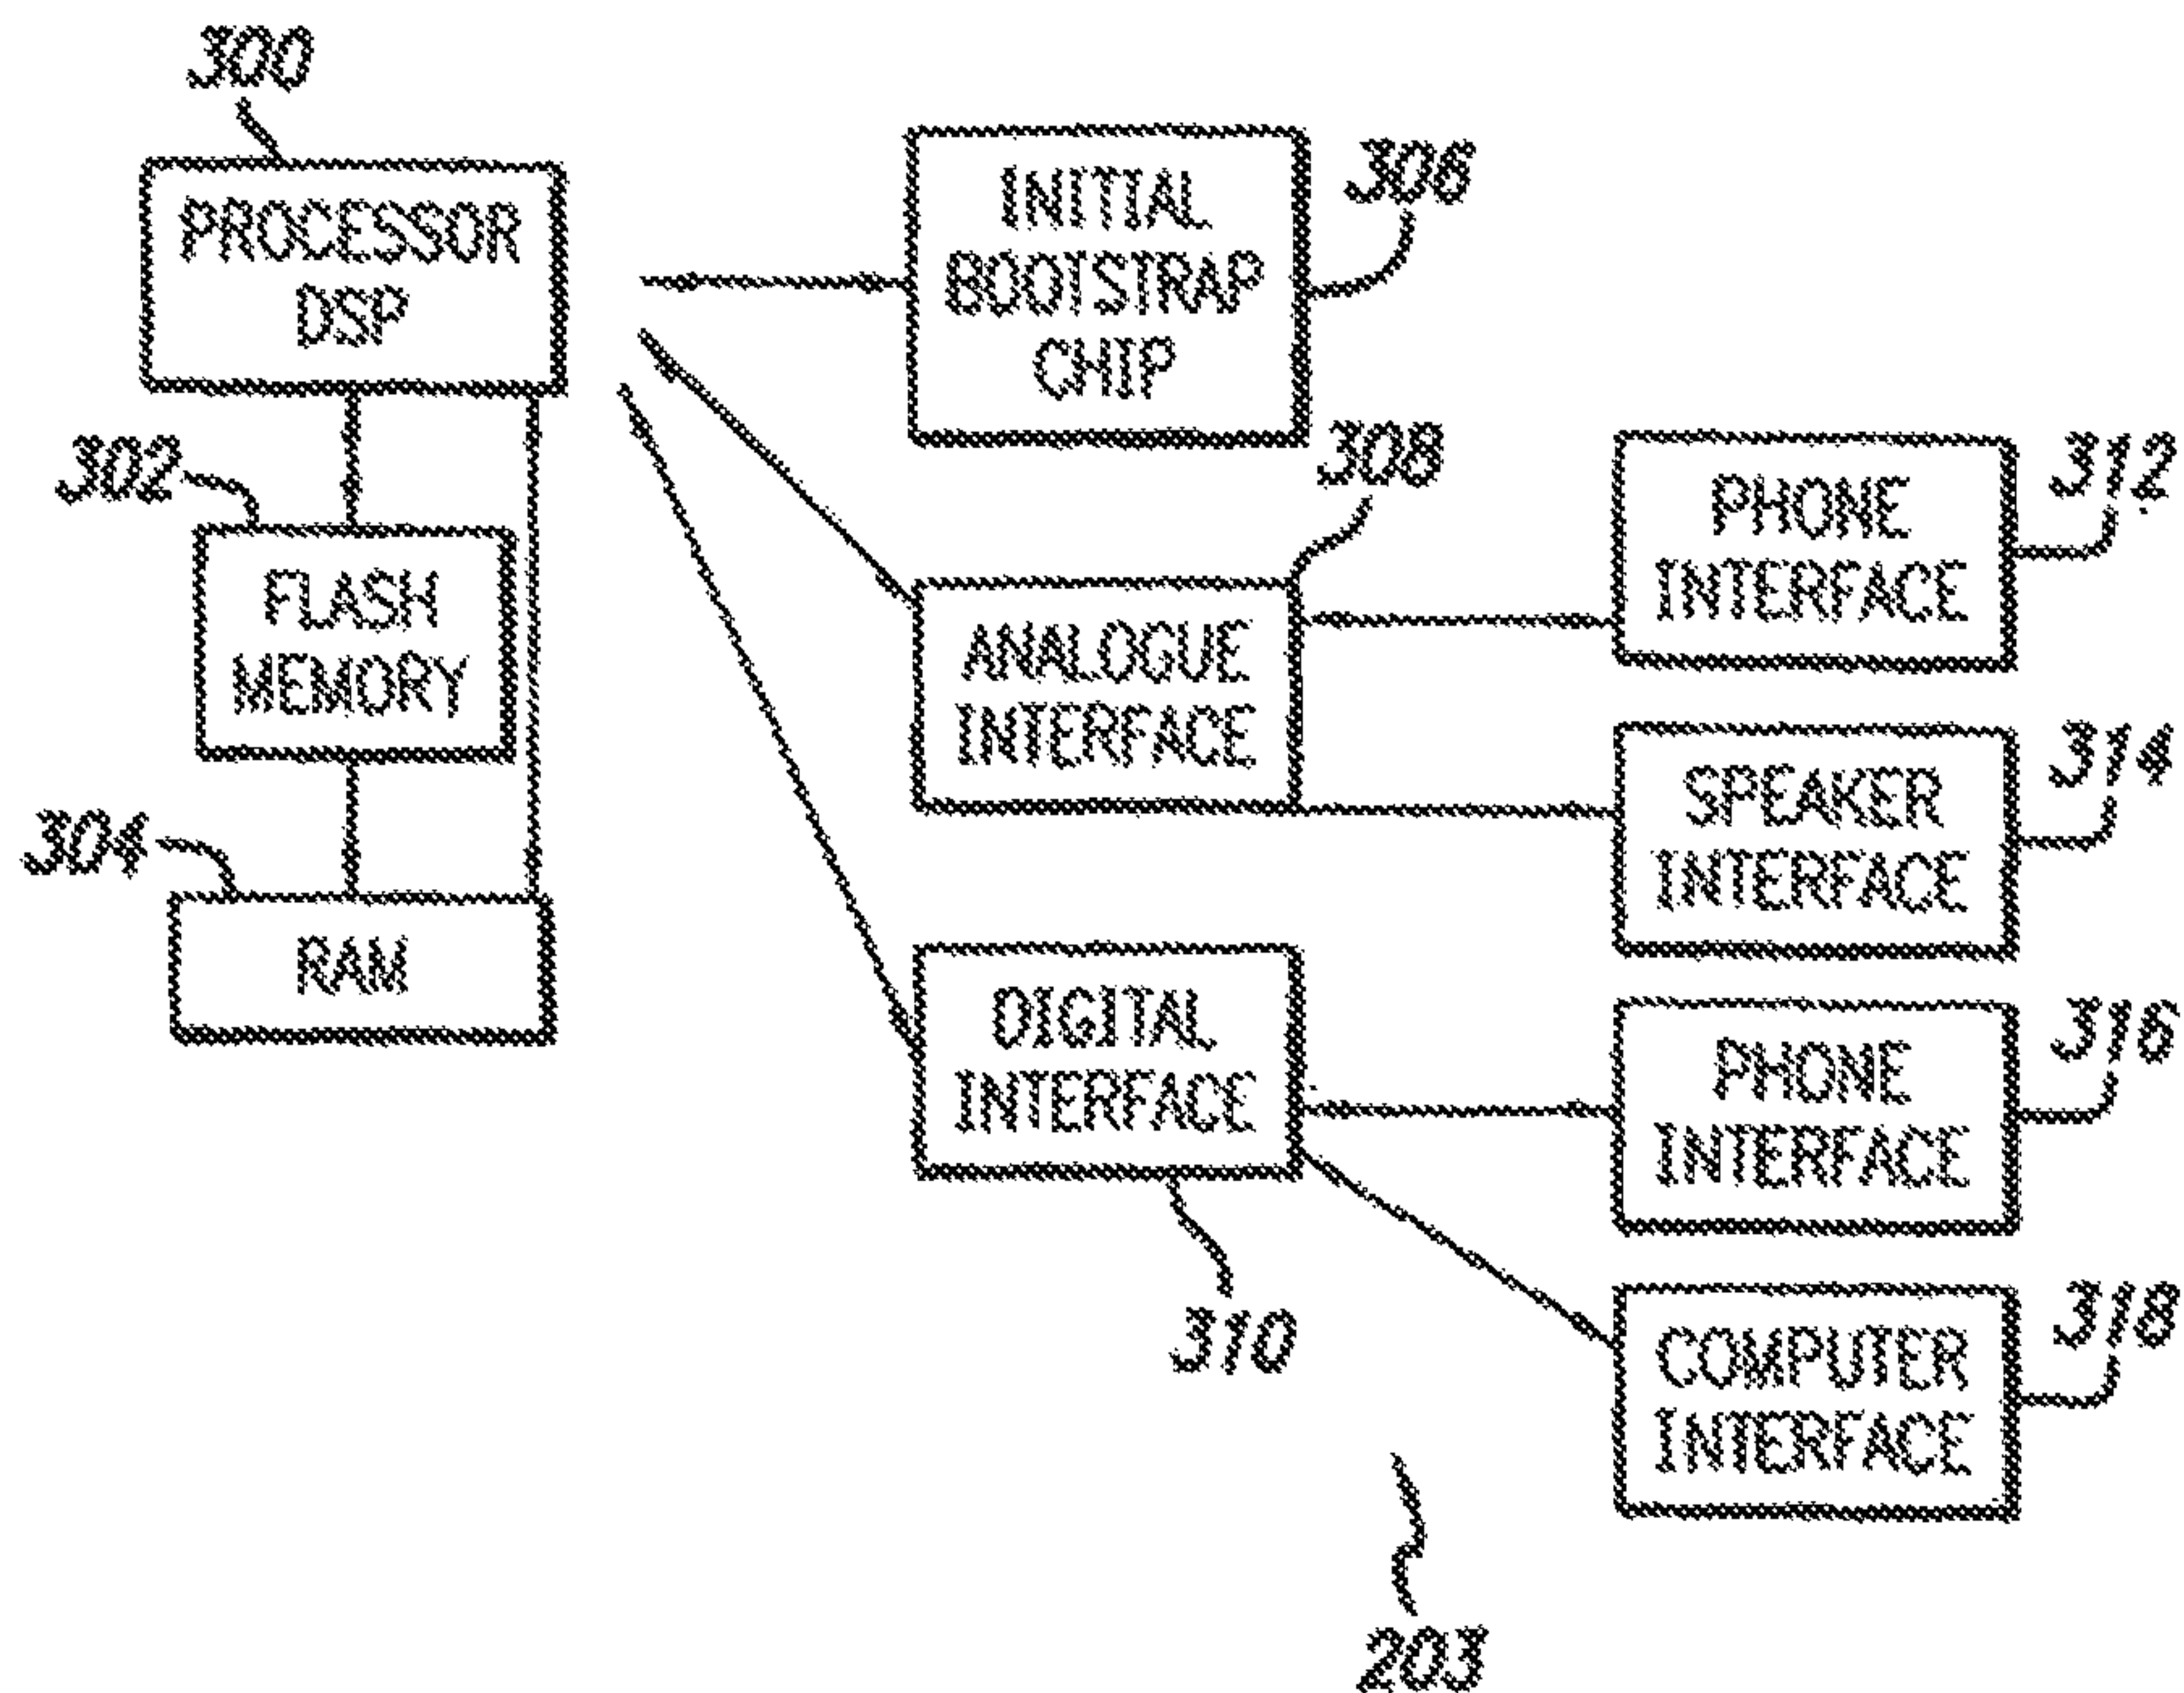 300
PROCESSOR
DSP
302
FLASH
MEMORY
304
RAM
INITIAL
BOOTSTRAP
CHIP
306
308
ANALOGUE
INTERFACE
DIGITAL
INTERFACE
310
PHONE
INTERFACE
312
SPEAKER
INTERFACE
314
PHONE
INTERFACE
316
COMPUTER
INTERFACE
318
203